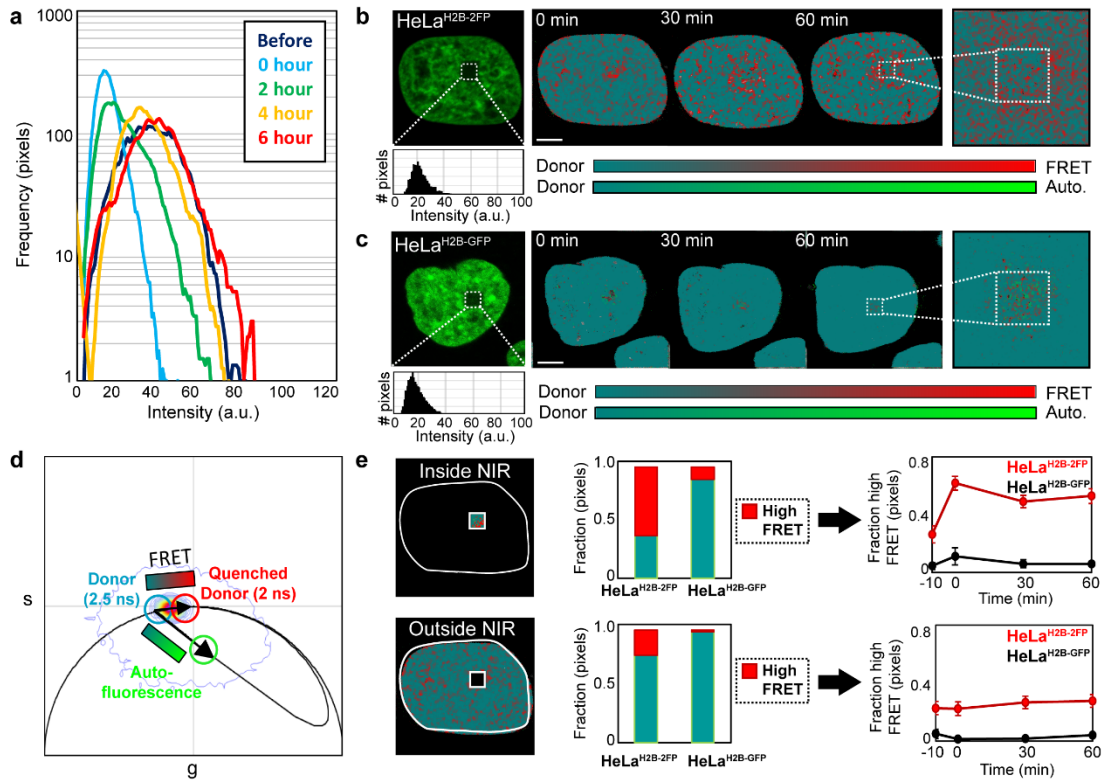 a
Frequency (pixels)
1000
100
10
1
0
20
40
60
80
100
120
Intensity (a.u.)
Before
0 hour
2 hour
4 hour
6 hour
b
HeLaH2B-2FP
0 min
30 min
60 min
# pixels
20 40 60 80 100
Intensity (a.u.)
Donor
FRET
Donor
Auto.
c
HeLaH2B-GFP
0 min
30 min
60 min
# pixels
20 40 60 80 100
Intensity (a.u.)
Donor
FRET
Donor
Auto.
d
S
g
FRET
Donor
(2.5 ns)
Quenched
Donor (2 ns)
Auto-
fluorescence
e
Inside NIR
Fraction (pixels)
1.0
0.5
0
HeLaH2B-2FP
HeLaH2B-GFP
High
FRET
Fraction high
FRET (pixels)
0.8
0.4
0
HeLaH2B-2FP
HeLaH2B-GFP
-10 0 30 60
Time (min)
Outside NIR
Fraction (pixels)
1.0
0.5
0
HeLaH2B-2FP
HeLaH2B-GFP
High
FRET
Fraction high
FRET (pixels)
0.8
0.4
0
HeLaH2B-2FP
HeLaH2B-GFP
-10 0 30 60
Time (min)